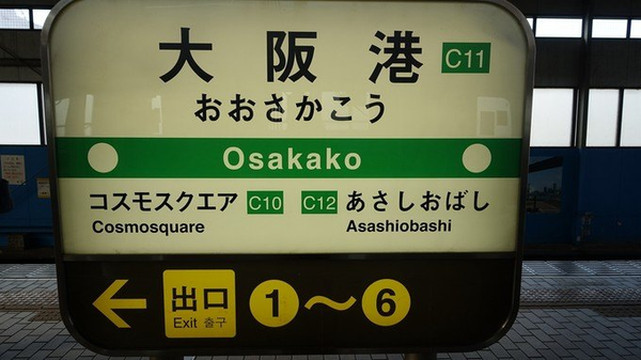 大阪港 C11
おおさかこう
Osakako
コスモスクエア C10 C12 あさしおばし
Cosmosquare Asashiobashi
← 出口 1～6
Exit 출구